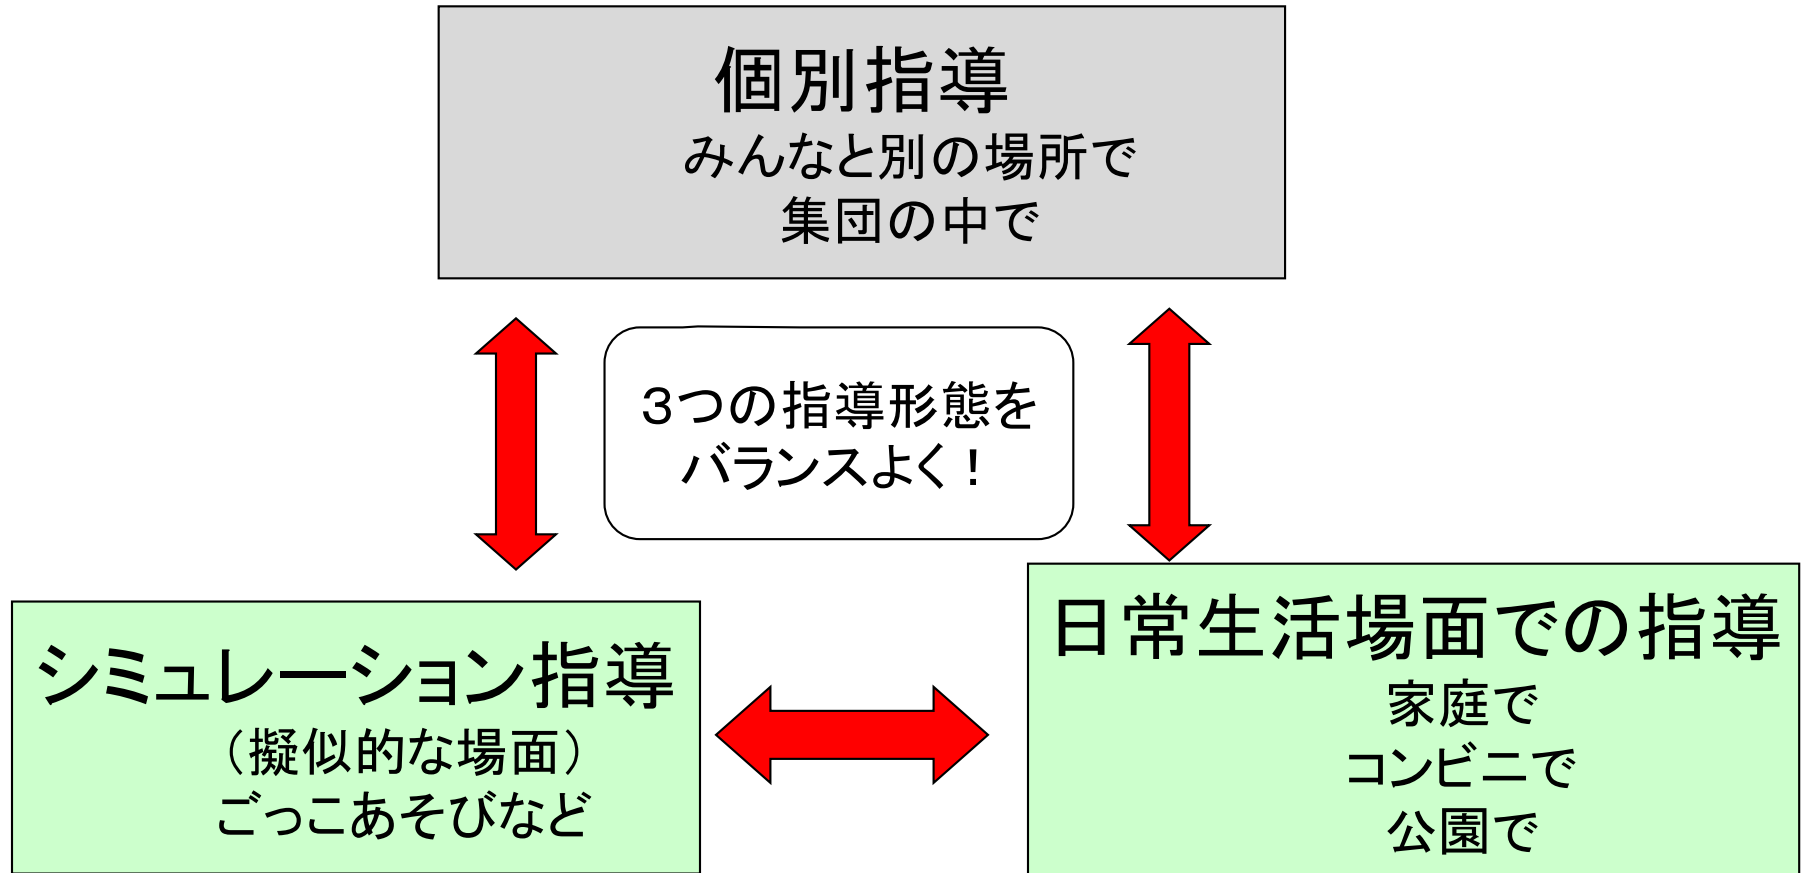 個別指導
みんなと別の場所で
集団の中で
３つの指導形態を
バランスよく！
シミュレーション指導
（擬似的な場面）
ごっこあそびなど
日常生活場面での指導
家庭で
コンビニで
公園で